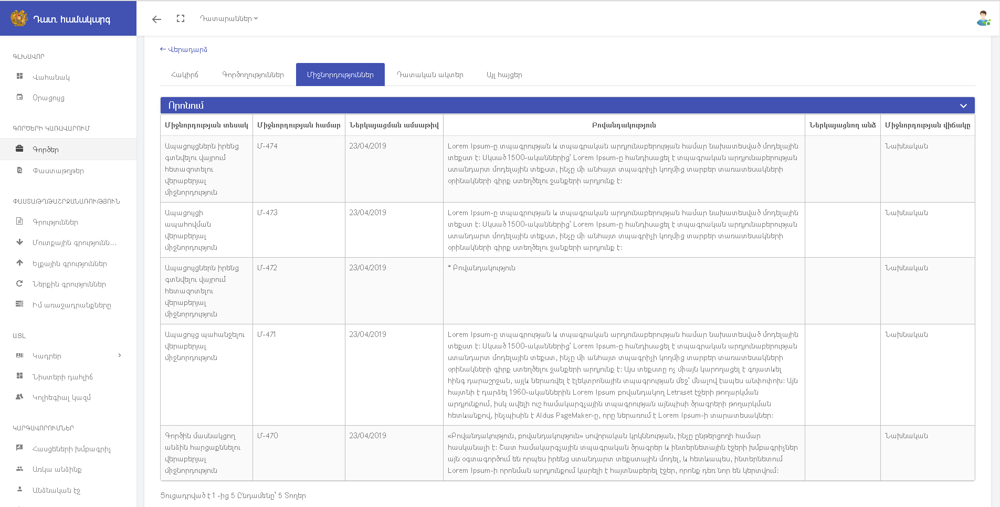 Դատ. համակարգ
Դատարաններ
ԳԼԽԱՎՈՐ
Վահանակ
Օրացույց
ԳՈՐԾԵՐԻ ԿԱՌԱՎԱՐՈՒՄ
Գործեր
Փաստաթղթեր
ՓԱՍՏԱԹՂԹԱՇՐՋԱՆԱՌՈՒԹՅՈՒՆ
Գրություններ
Մուտքային գրությունն...
Ելքային գրություններ
Ներքին գրություններ
Իմ առաջադրանքները
ԱՅԼ
Կադրեր
Նիստերի դահլիճ
Կոլիեգիալ կազմ
ԿԱՐԳԱՎՈՐՈՒՄՆԵՐ
Հասցեների խմբագրիչ
Առկա անձինք
Անձնական էջ
← Վերադարձ
Հակիրճ Գործողություններ Միջնորդություններ Դատական ակտեր Այլ հայցեր
Որոնում
Միջնորդության տեսակ Միջնորդության համար Ներկայացման ամսաթիվ Բովանդակություն Ներկայացնող անձ Միջնորդության վիճակը
Ապացույցներն իրենց
գտնվելու վայրում
հետազոտելու
վերաբերյալ
միջնորդություն
Մ-474
23/04/2019
Lorem Ipsum-ը տպագրության և տպագրական արդյունաբերության համար նախատեսված մոդելային
տեքստ է: Սկսած 1500-ականներից՝ Lorem Ipsum-ը հանդիսացել է տպագրական արդյունաբերության
ստանդարտ մոդելային տեքստ, ինչը մի անհայտ տպագրիչի կողմից տարբեր տառատեսակների
օրինակների գիրք ստեղծելու ջանքերի արդյունք է:
Նախնական
Ապացույցի
ապահովման
վերաբերյալ
միջնորդություն
Մ-473
23/04/2019
Lorem Ipsum-ը տպագրության և տպագրական արդյունաբերության համար նախատեսված մոդելային
տեքստ է: Սկսած 1500-ականներից՝ Lorem Ipsum-ը հանդիսացել է տպագրական արդյունաբերության
ստանդարտ մոդելային տեքստ, ինչը մի անհայտ տպագրիչի կողմից տարբեր տառատեսակների
օրինակների գիրք ստեղծելու ջանքերի արդյունք է:
Նախնական
Ապացույցներն իրենց
գտնվելու վայրում
հետազոտելու
վերաբերյալ
միջնորդություն
Մ-472
23/04/2019
* Բովանդակություն
Նախնական
Ապացույց պահանջելու
վերաբերյալ
միջնորդություն
Մ-471
23/04/2019
Lorem Ipsum-ը տպագրության և տպագրական արդյունաբերության համար նախատեսված մոդելային
տեքստ է: Սկսած 1500-ականներից՝ Lorem Ipsum-ը հանդիսացել է տպագրական արդյունաբերության
ստանդարտ մոդելային տեքստ, ինչը մի անհայտ տպագրիչի կողմից տարբեր տառատեսակների
օրինակների գիրք ստեղծելու ջանքերի արդյունք է: Այս տեքստը ոչ միայն կարողացել է գոյատևել
հինգ դարաշրջան, այլև ներառվել է էլեկտրոնային տպագրության մեջ՝ մնալով էապես անփոփոխ: Այն
հայտնի է դարձել 1960-ականներին Lorem Ipsum բովանդակող Letraset էջերի թողարկման
արդյունքում, իսկ ավելի ուշ համակարգչային տպագրության այնպիսի ծրագրերի թողարկման
հետևանքով, ինչպիսին է Aldus PageMaker-ը, որը ներառում է Lorem Ipsum-ի տարատեսակներ:
Նախնական
Գործին մասնակցող
անձին հարցաքննելու
վերաբերյալ
միջնորդություն
Մ-470
23/04/2019
«Բովանդակություն, բովանդակություն» սովորական կրկննության, ինչը ընթերցողի համար
հասկանալի է: Շատ համակարգչային տպագրական ծրագրեր և ինտերնետային էջերի խմբագրիչներ
այն օգտագործում են որպես իրենց ստանդարտ տեքստային մոդել, և հետևապես, ինտերնետում
Lorem Ipsum-ի որոնման արդյունքում կարելի է հայտնաբերել էջեր, որոնք դեռ նոր են կերտվում:
Նախնական
Ցուցադրված է 1 -ից 5 Ընդամենը՝ 5 Տողեր